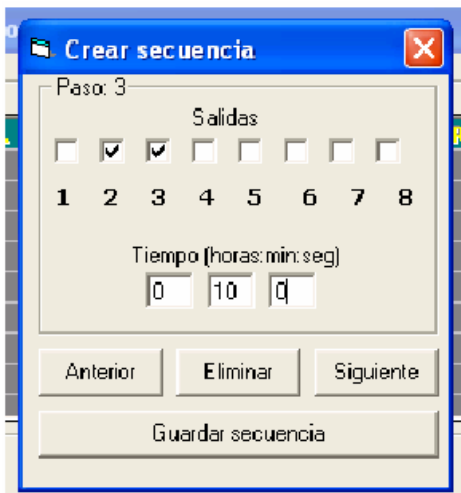 Crear secuencia
Paso: 3
Salidas
1 2 3 4 5 6 7 8
Tiempo (horas:min:seg)
0 10 0
Anterior Eliminar Siguiente
Guardar secuencia